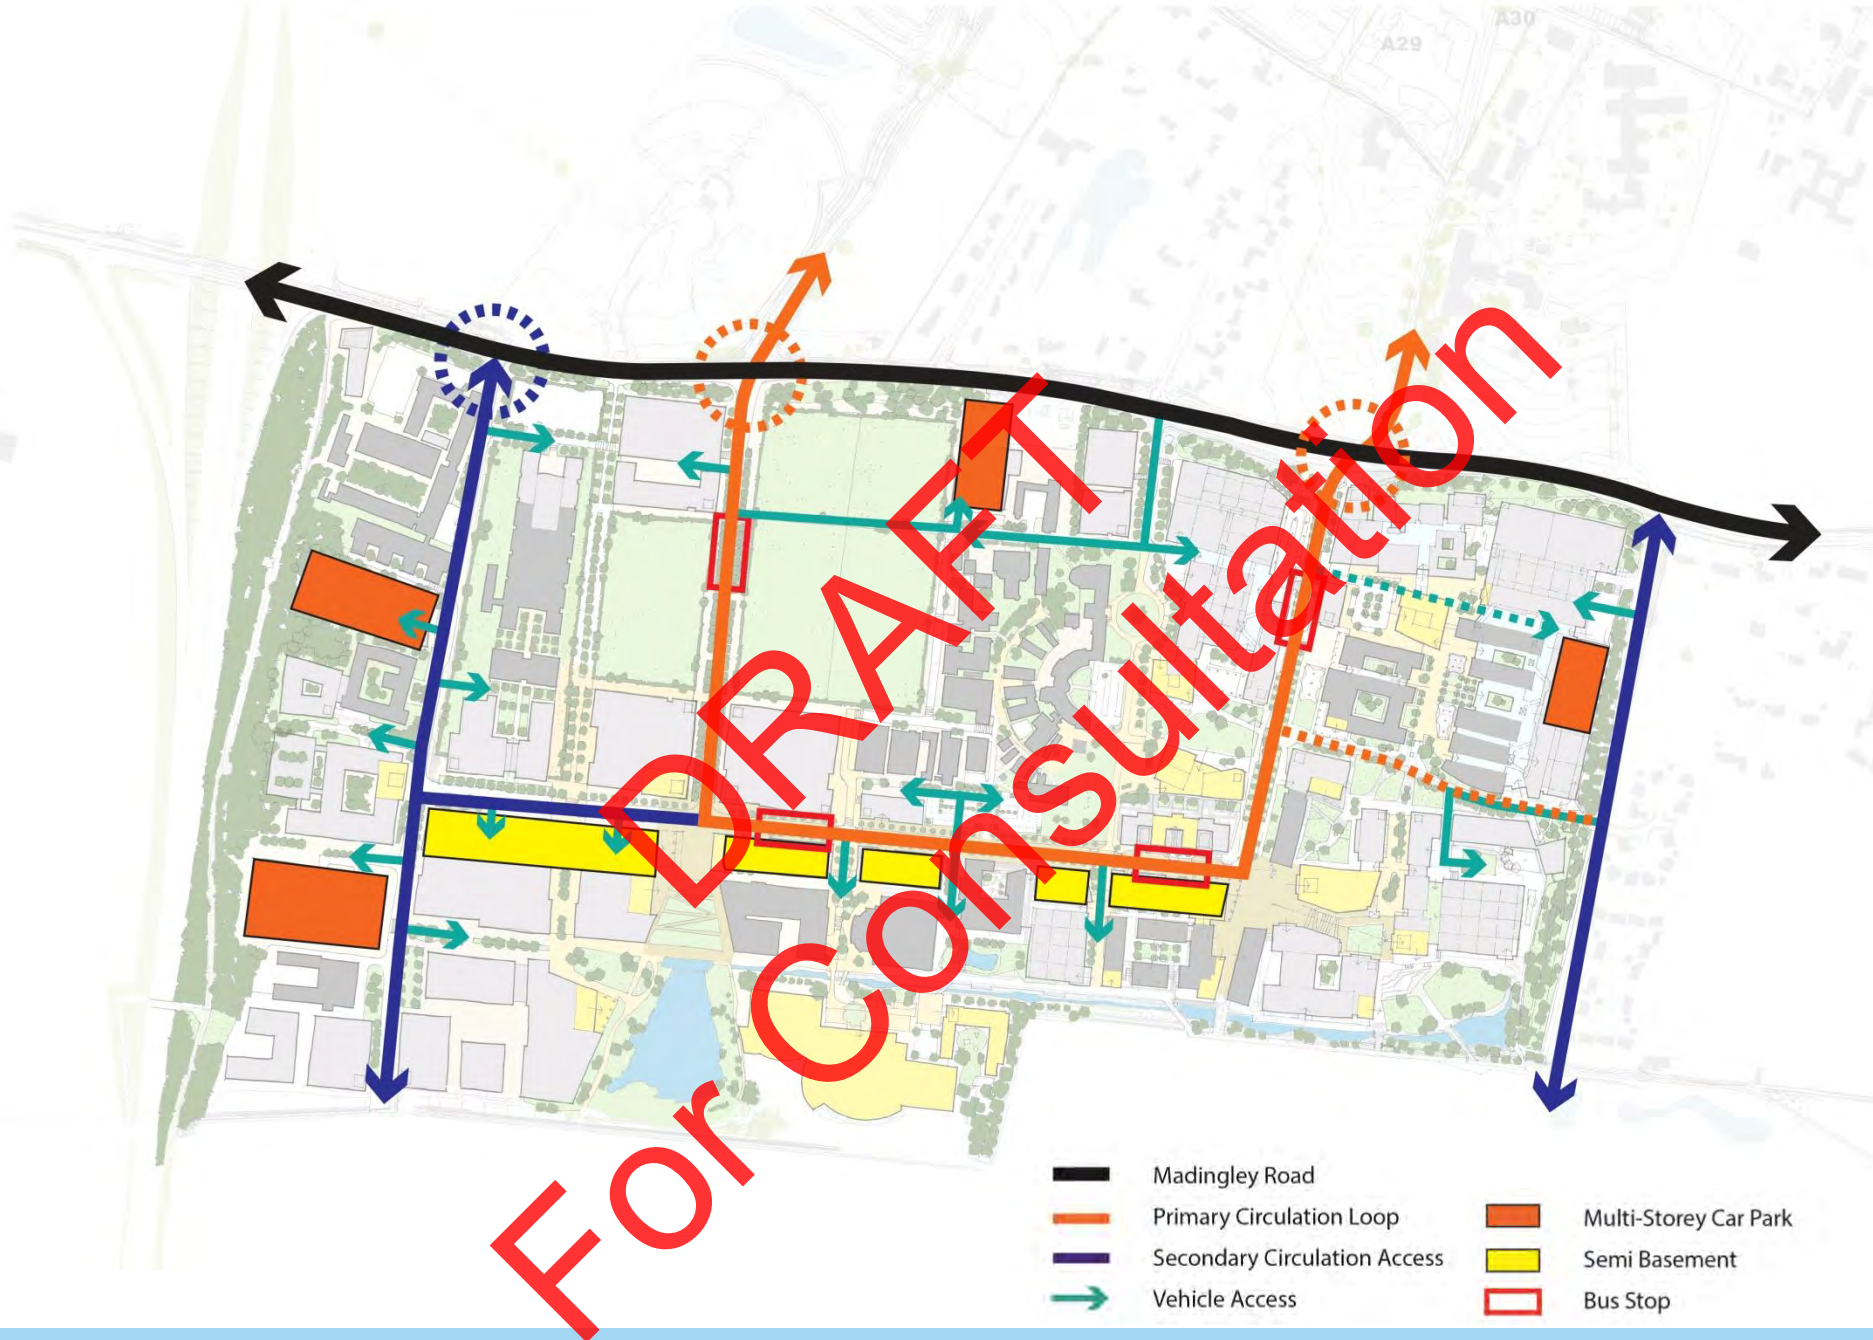 A30
A29
DRAFT
For Consultation
Madingley Road
Primary Circulation Loop
Secondary Circulation Access
Vehicle Access
Multi-Storey Car Park
Semi Basement
Bus Stop